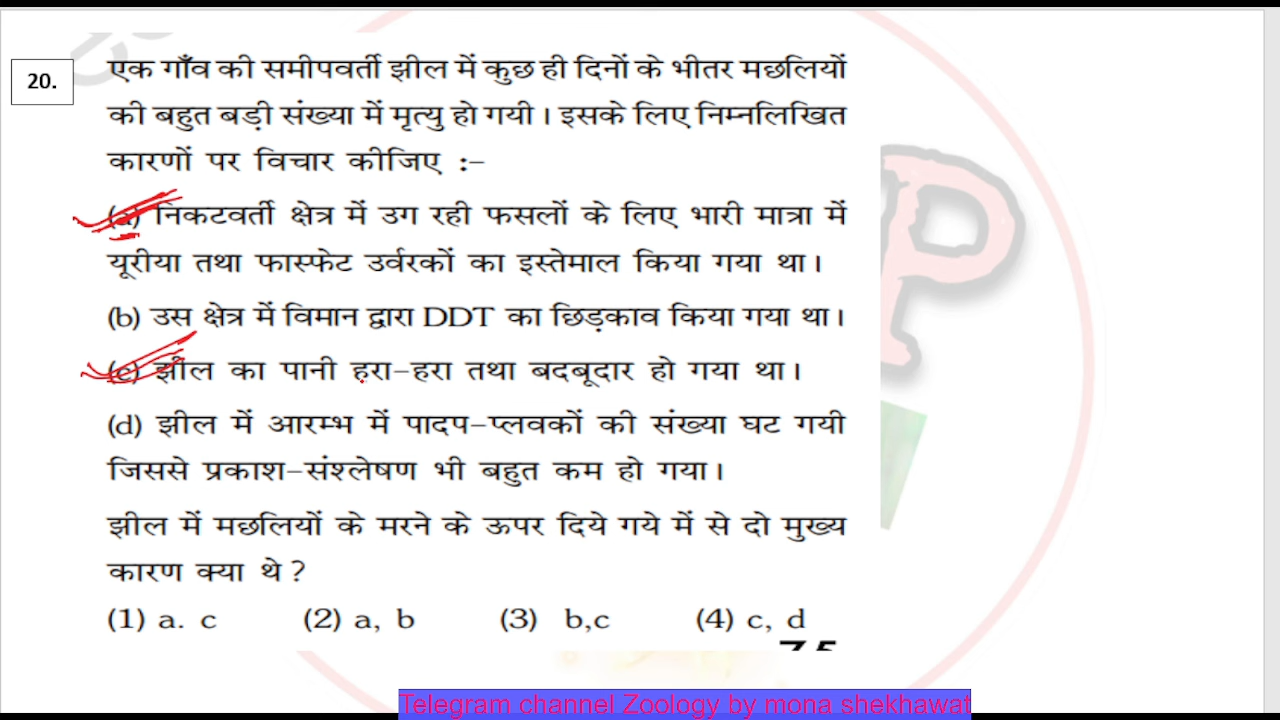 20.
एक गाँव की समीपवर्ती झील में कुछ ही दिनों के भीतर मछलियों
की बहुत बड़ी संख्या में मृत्यु हो गयी । इसके लिए निम्नलिखित
कारणों पर विचार कीजिए :–
(a) निकटवर्ती क्षेत्र में उग रही फसलों के लिए भारी मात्रा में
यूरीया तथा फास्फेट उर्वरकों का इस्तेमाल किया गया था ।
(b) उस क्षेत्र में विमान द्वारा DDT का छिड़काव किया गया था ।
(c) झील का पानी हरा–हरा तथा बदबूदार हो गया था ।
(d) झील में आरम्भ में पादप–प्लवकों की संख्या घट गयी
जिससे प्रकाश–संश्लेषण भी बहुत कम हो गया ।
झील में मछलियों के मरने के ऊपर दिये गये में से दो मुख्य
कारण क्या थे ?
(1) a. c (2) a, b (3) b,c (4) c, d
Telegram channel Zoology by mona shekhawat